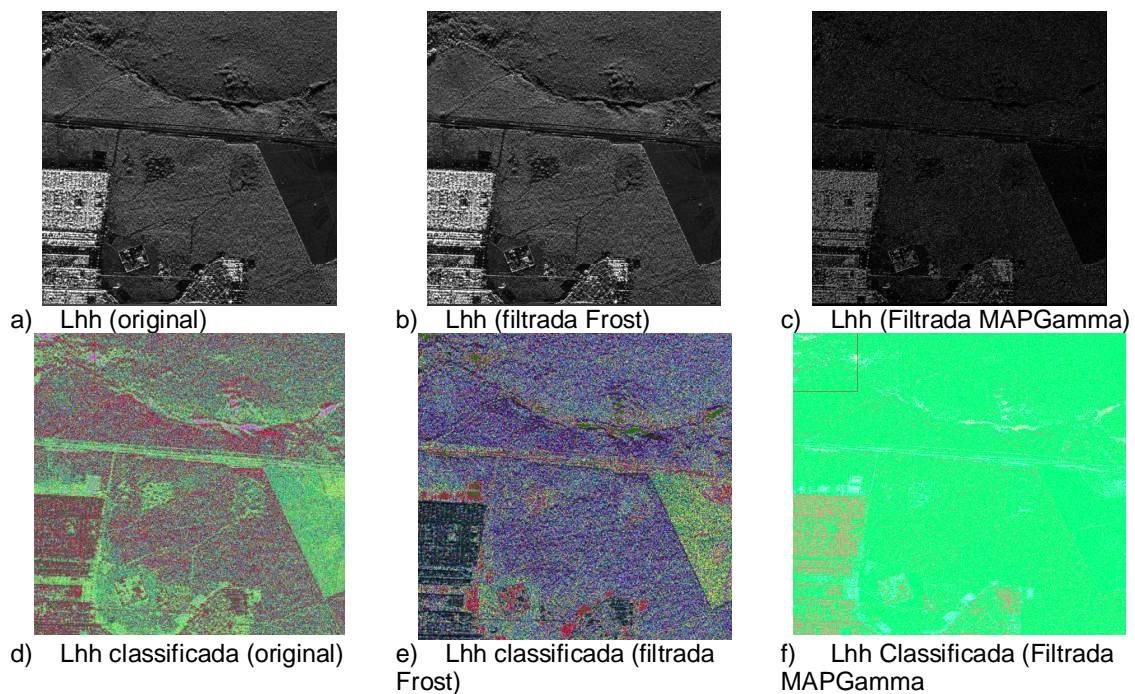 a) Lhh (original)
b) Lhh (filtrada Frost)
c) Lhh (Filtrada MAPGamma)
d) Lhh classificada (original)
e) Lhh classificada (filtrada
Frost)
f) Lhh Classificada (Filtrada
MAPGamma